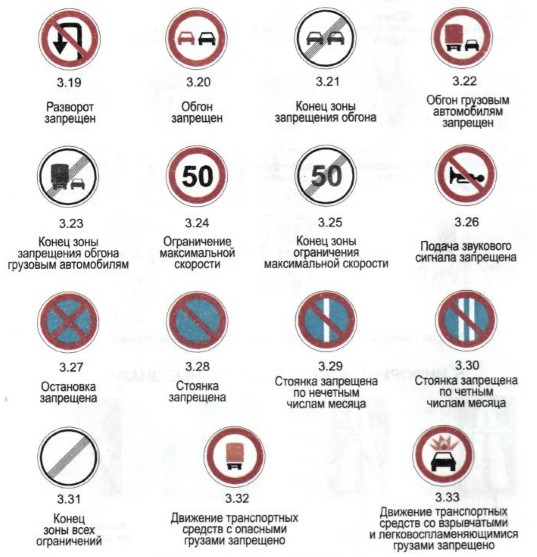 3.19
Разворот
запрещен
3.20
Обгон
запрещен
3.21
Конец зоны
запрещения обгона
3.22
Обгон грузовым
автомобилям
запрещен
3.23
Конец зоны
запрещения обгона
грузовым автомобилям
50
3.24
Ограничение
максимальной
скорости
50
3.25
Конец зоны
ограничения
максимальной скорости
3.26
Подача звукового
сигнала запрещена
3.27
Остановка
запрещена
3.28
Стоянка
запрещена
3.29
Стоянка запрещена
по нечетным
числам месяца
3.30
Стоянка запрещена
по четным
числам месяца
3.31
Конец
зоны всех
ограничений
3.32
Движение транспортных
средств с опасными
грузами запрещено
3.33
Движение транспортных
средств со взрывчатыми
и легковоспламеняющимися
грузами запрещено